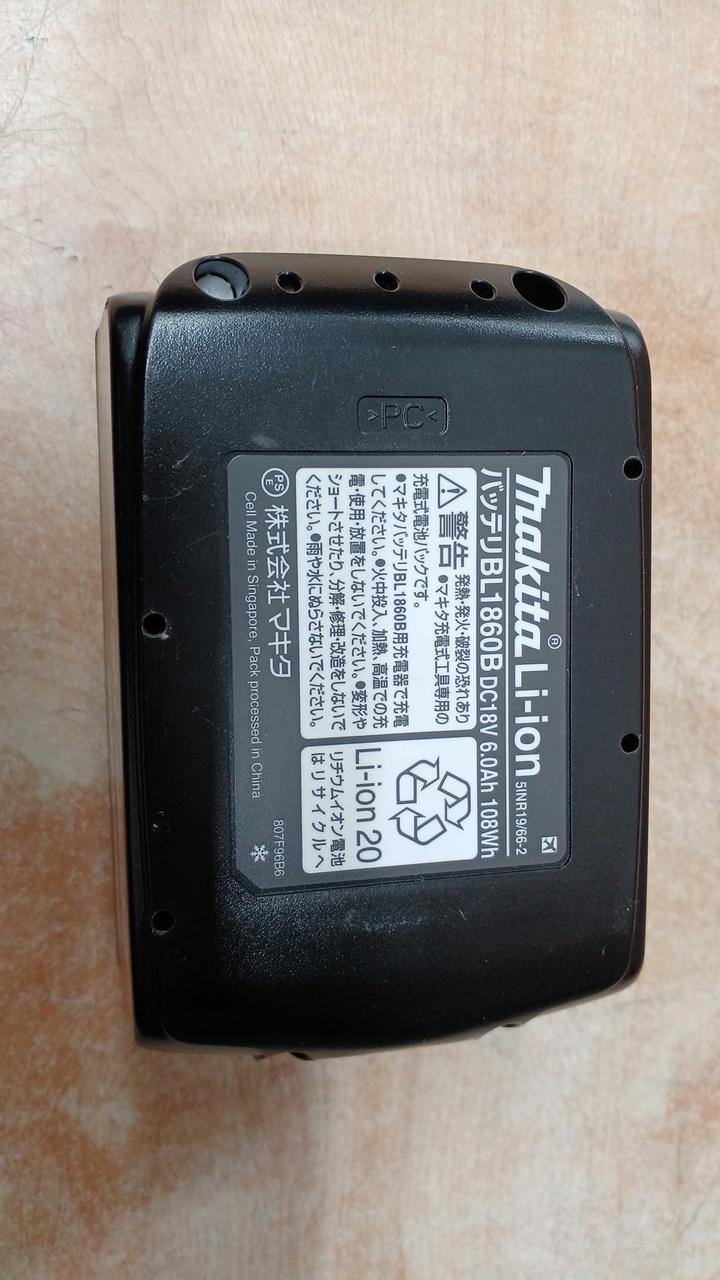 >PC<
makita® Li-ion 5INR19/66-2
バッテリBL1860B DC18V 6.0Ah 108Wh
警告 発熱・発火・破裂の恐れあり
●マキタ充電式工具専用の
充電式電池パックです。
●マキタバッテリBL1860B用充電器で充電
してください。●火中投入、加熱、高温での充
電・使用・放置をしないでください。●変形や
ショートさせたり、分解・修理・改造をしないで
ください。●雨や水にぬらさないでください。
Li-ion 20
リチウムイオン電池
はリサイクルへ
PS
E
株式会社 マキタ
Cell Made in Singapore, Pack processed in China
807F96B6